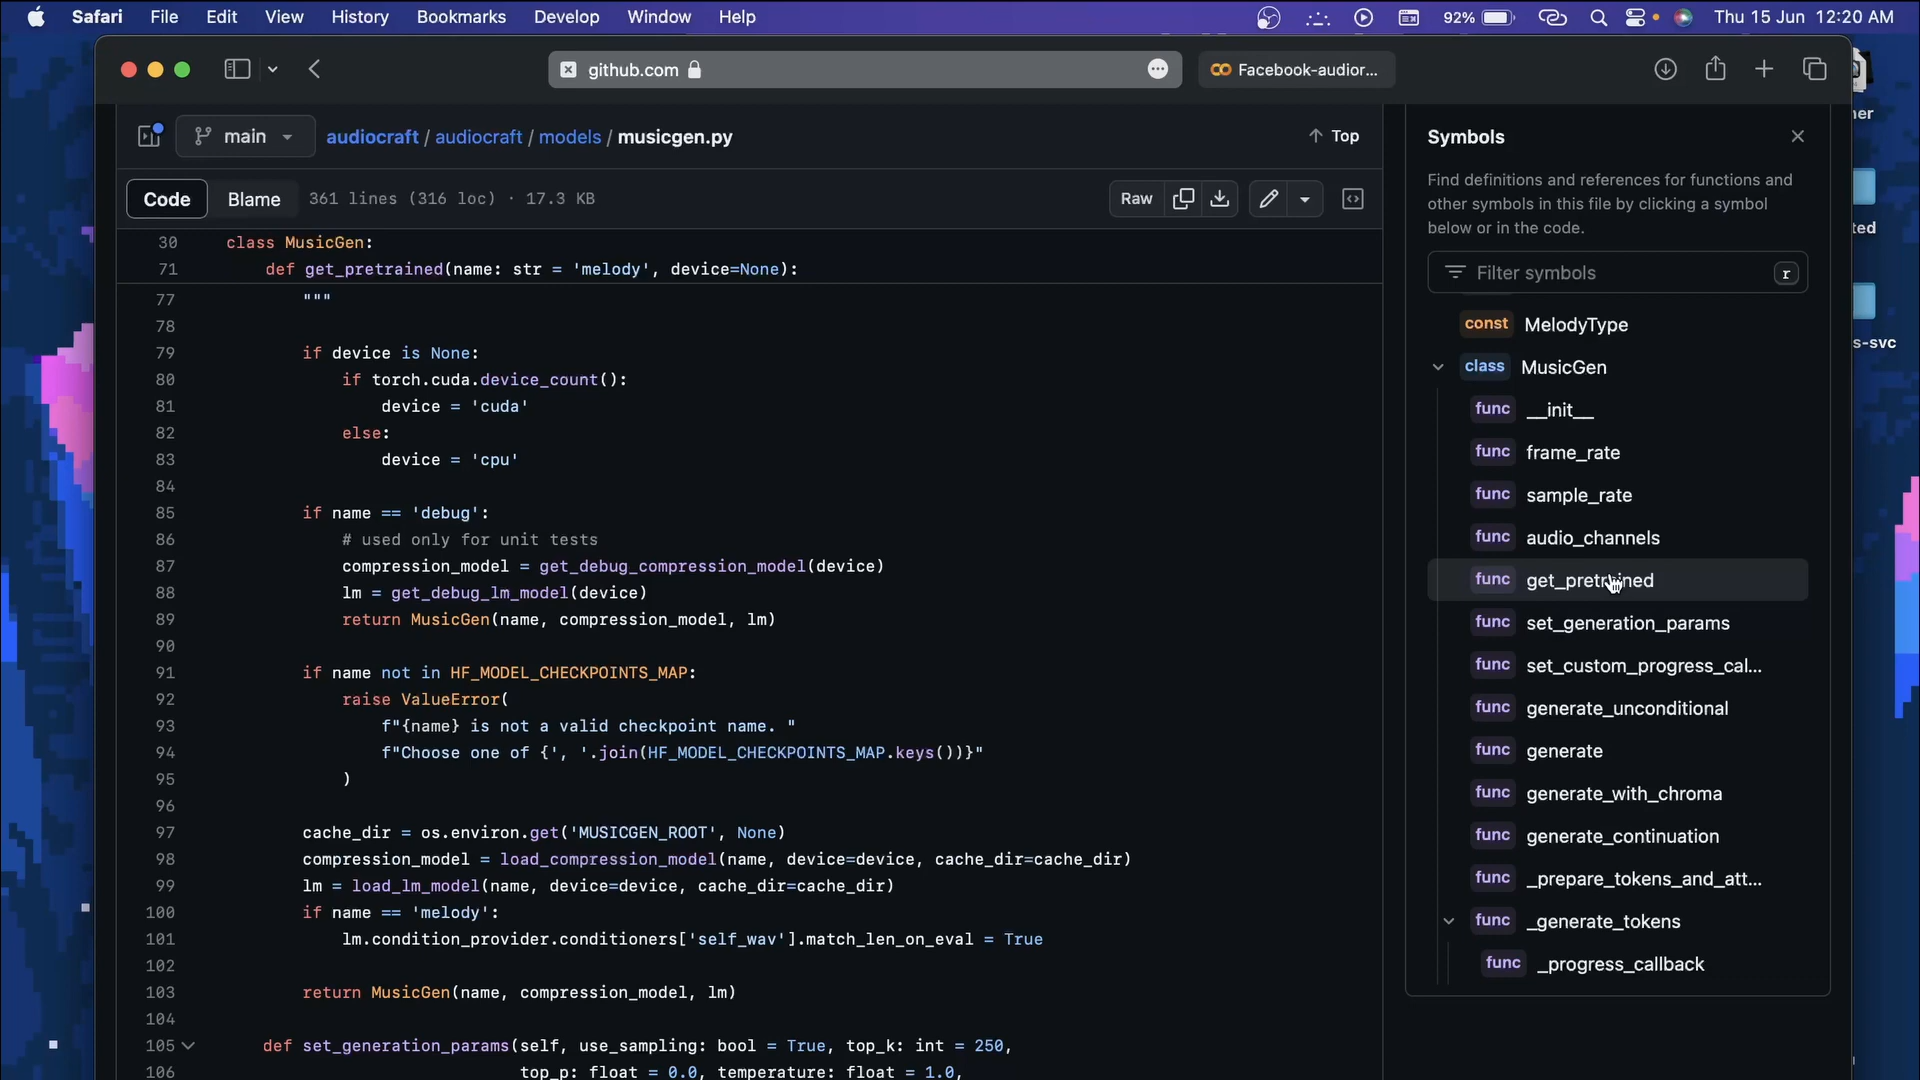 Safari File Edit View History Bookmarks Develop Window Help 92% Thu 15 Jun 12:20 AM
github.com Facebook-audior...
main audiocraft / audiocraft / models / musicgen.py Top
Code Blame 361 lines (316 loc) · 17.3 KB Raw
30 class MusicGen:
71 def get_pretrained(name: str = 'melody', device=None):
77 """
78
79 if device is None:
80 if torch.cuda.device_count():
81 device = 'cuda'
82 else:
83 device = 'cpu'
84
85 if name == 'debug':
86 # used only for unit tests
87 compression_model = get_debug_compression_model(device)
88 lm = get_debug_lm_model(device)
89 return MusicGen(name, compression_model, lm)
90
91 if name not in HF_MODEL_CHECKPOINTS_MAP:
92 raise ValueError(
93 f"{name} is not a valid checkpoint name. "
94 f"Choose one of {', '.join(HF_MODEL_CHECKPOINTS_MAP.keys())}"
95 )
96
97 cache_dir = os.environ.get('MUSICGEN_ROOT', None)
98 compression_model = load_compression_model(name, device=device, cache_dir=cache_dir)
99 lm = load_lm_model(name, device=device, cache_dir=cache_dir)
100 if name == 'melody':
101 lm.condition_provider.conditioners['self_wav'].match_len_on_eval = True
102
103 return MusicGen(name, compression_model, lm)
104
105 def set_generation_params(self, use_sampling: bool = True, top_k: int = 250,
106 top_p: float = 0.0, temperature: float = 1.0,
Symbols
Find definitions and references for functions and
other symbols in this file by clicking a symbol
below or in the code.
Filter symbols r
const MelodyType
class MusicGen
func __init__
func frame_rate
func sample_rate
func audio_channels
func get_pretrained
func set_generation_params
func set_custom_progress_cal...
func generate_unconditional
func generate
func generate_with_chroma
func generate_continuation
func _prepare_tokens_and_att...
func _generate_tokens
func _progress_callback
ner
ted
s-svc